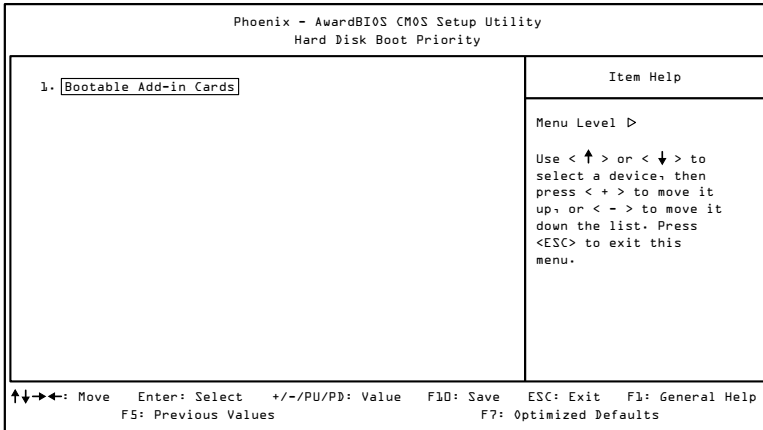 Phoenix - AwardBIOS CMOS Setup Utility
Hard Disk Boot Priority
1. Bootable Add-in Cards
Item Help
Menu Level ▷
Use < ↑ > or < ↓ > to
select a device, then
press < + > to move it
up, or < - > to move it
down the list. Press
<ESC> to exit this
menu.
↑↓→←: Move Enter: Select +/-/PU/PD: Value F10: Save ESC: Exit F1: General Help
F5: Previous Values F7: Optimized Defaults